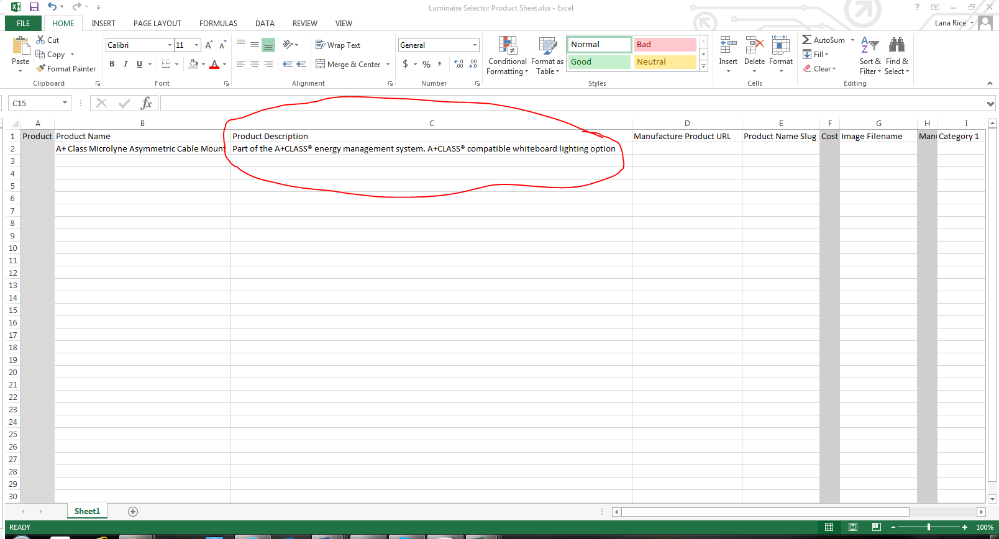 Luminaire Selector Product Sheet.xlsx - Excel
FILE HOME INSERT PAGE LAYOUT FORMULAS DATA REVIEW VIEW Lana Rice
Paste
Cut
Copy
Format Painter
Clipboard
Calibri 11
B I U
Font
Wrap Text
Merge & Center
Alignment
General
$ %
Number
Conditional Formatting
Format as Table
Normal Bad
Good Neutral
Styles
Insert Delete Format
Cells
AutoSum
Fill
Clear
Sort & Filter
Find & Select
Editing
C15 fx
A B C D E F G H I
1 Product Product Name Product Description Manufacture Product URL Product Name Slug Cost Image Filename Category 1
2 A+ Class Microlyne Asymmetric Cable Mount Part of the A+CLASS® energy management system. A+CLASS® compatible whiteboard lighting option
3
4
5
6
7
8
9
10
11
12
13
14
15
16
17
18
19
20
21
22
23
24
25
26
27
28
29
30
Sheet1
READY 100%